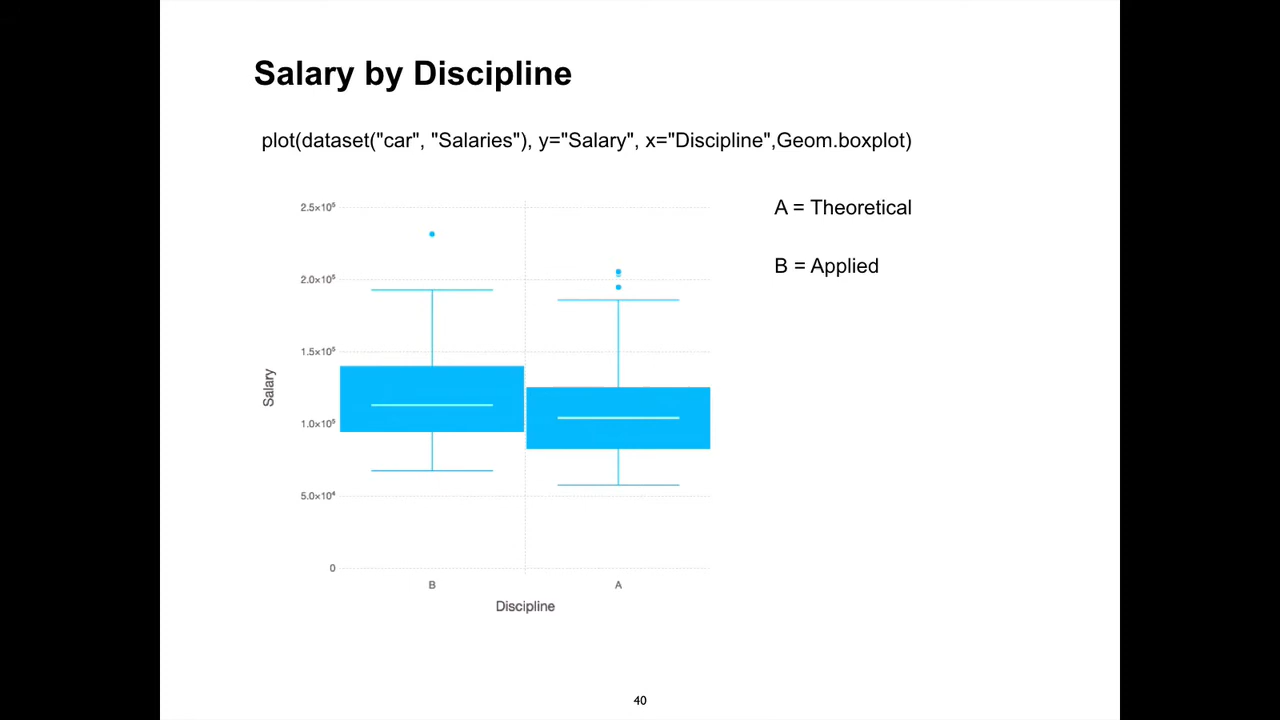 Salary by Discipline
plot(dataset("car", "Salaries"), y="Salary", x="Discipline",Geom.boxplot)
A = Theoretical
B = Applied
2.5×10⁵
2.0×10⁵
1.5×10⁵
1.0×10⁵
5.0×10⁴
0
Salary
B A
Discipline
40